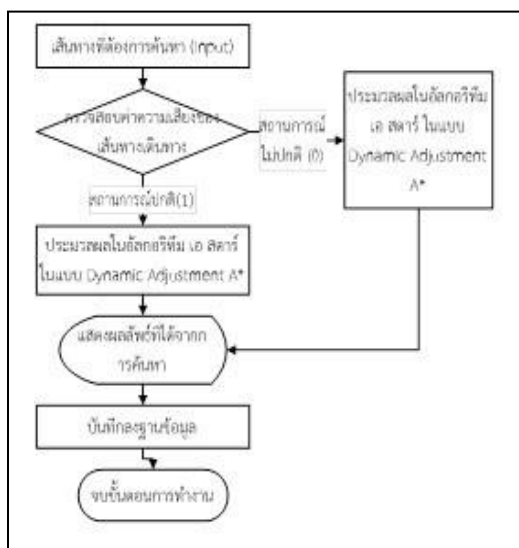 เส้นทางที่ต้องการค้นหา (Input)
ตรวจสอบค่าความเสี่ยงของ
เส้นทางเดินทาง
สถานการณ์
ไม่ปกติ (0)
ประมวลผลในอัลกอริทึม
เอ สตาร์ ในแบบ
Dynamic Adjustment
A*
สถานการณ์ปกติ(1)
ประมวลผลในอัลกอริทึม เอ สตาร์
ในแบบ Dynamic Adjustment A*
แสดงผลลัพธ์ที่ได้จากก
ารค้นหา
บันทึกลงฐานข้อมูล
จบขั้นตอนการทำงาน